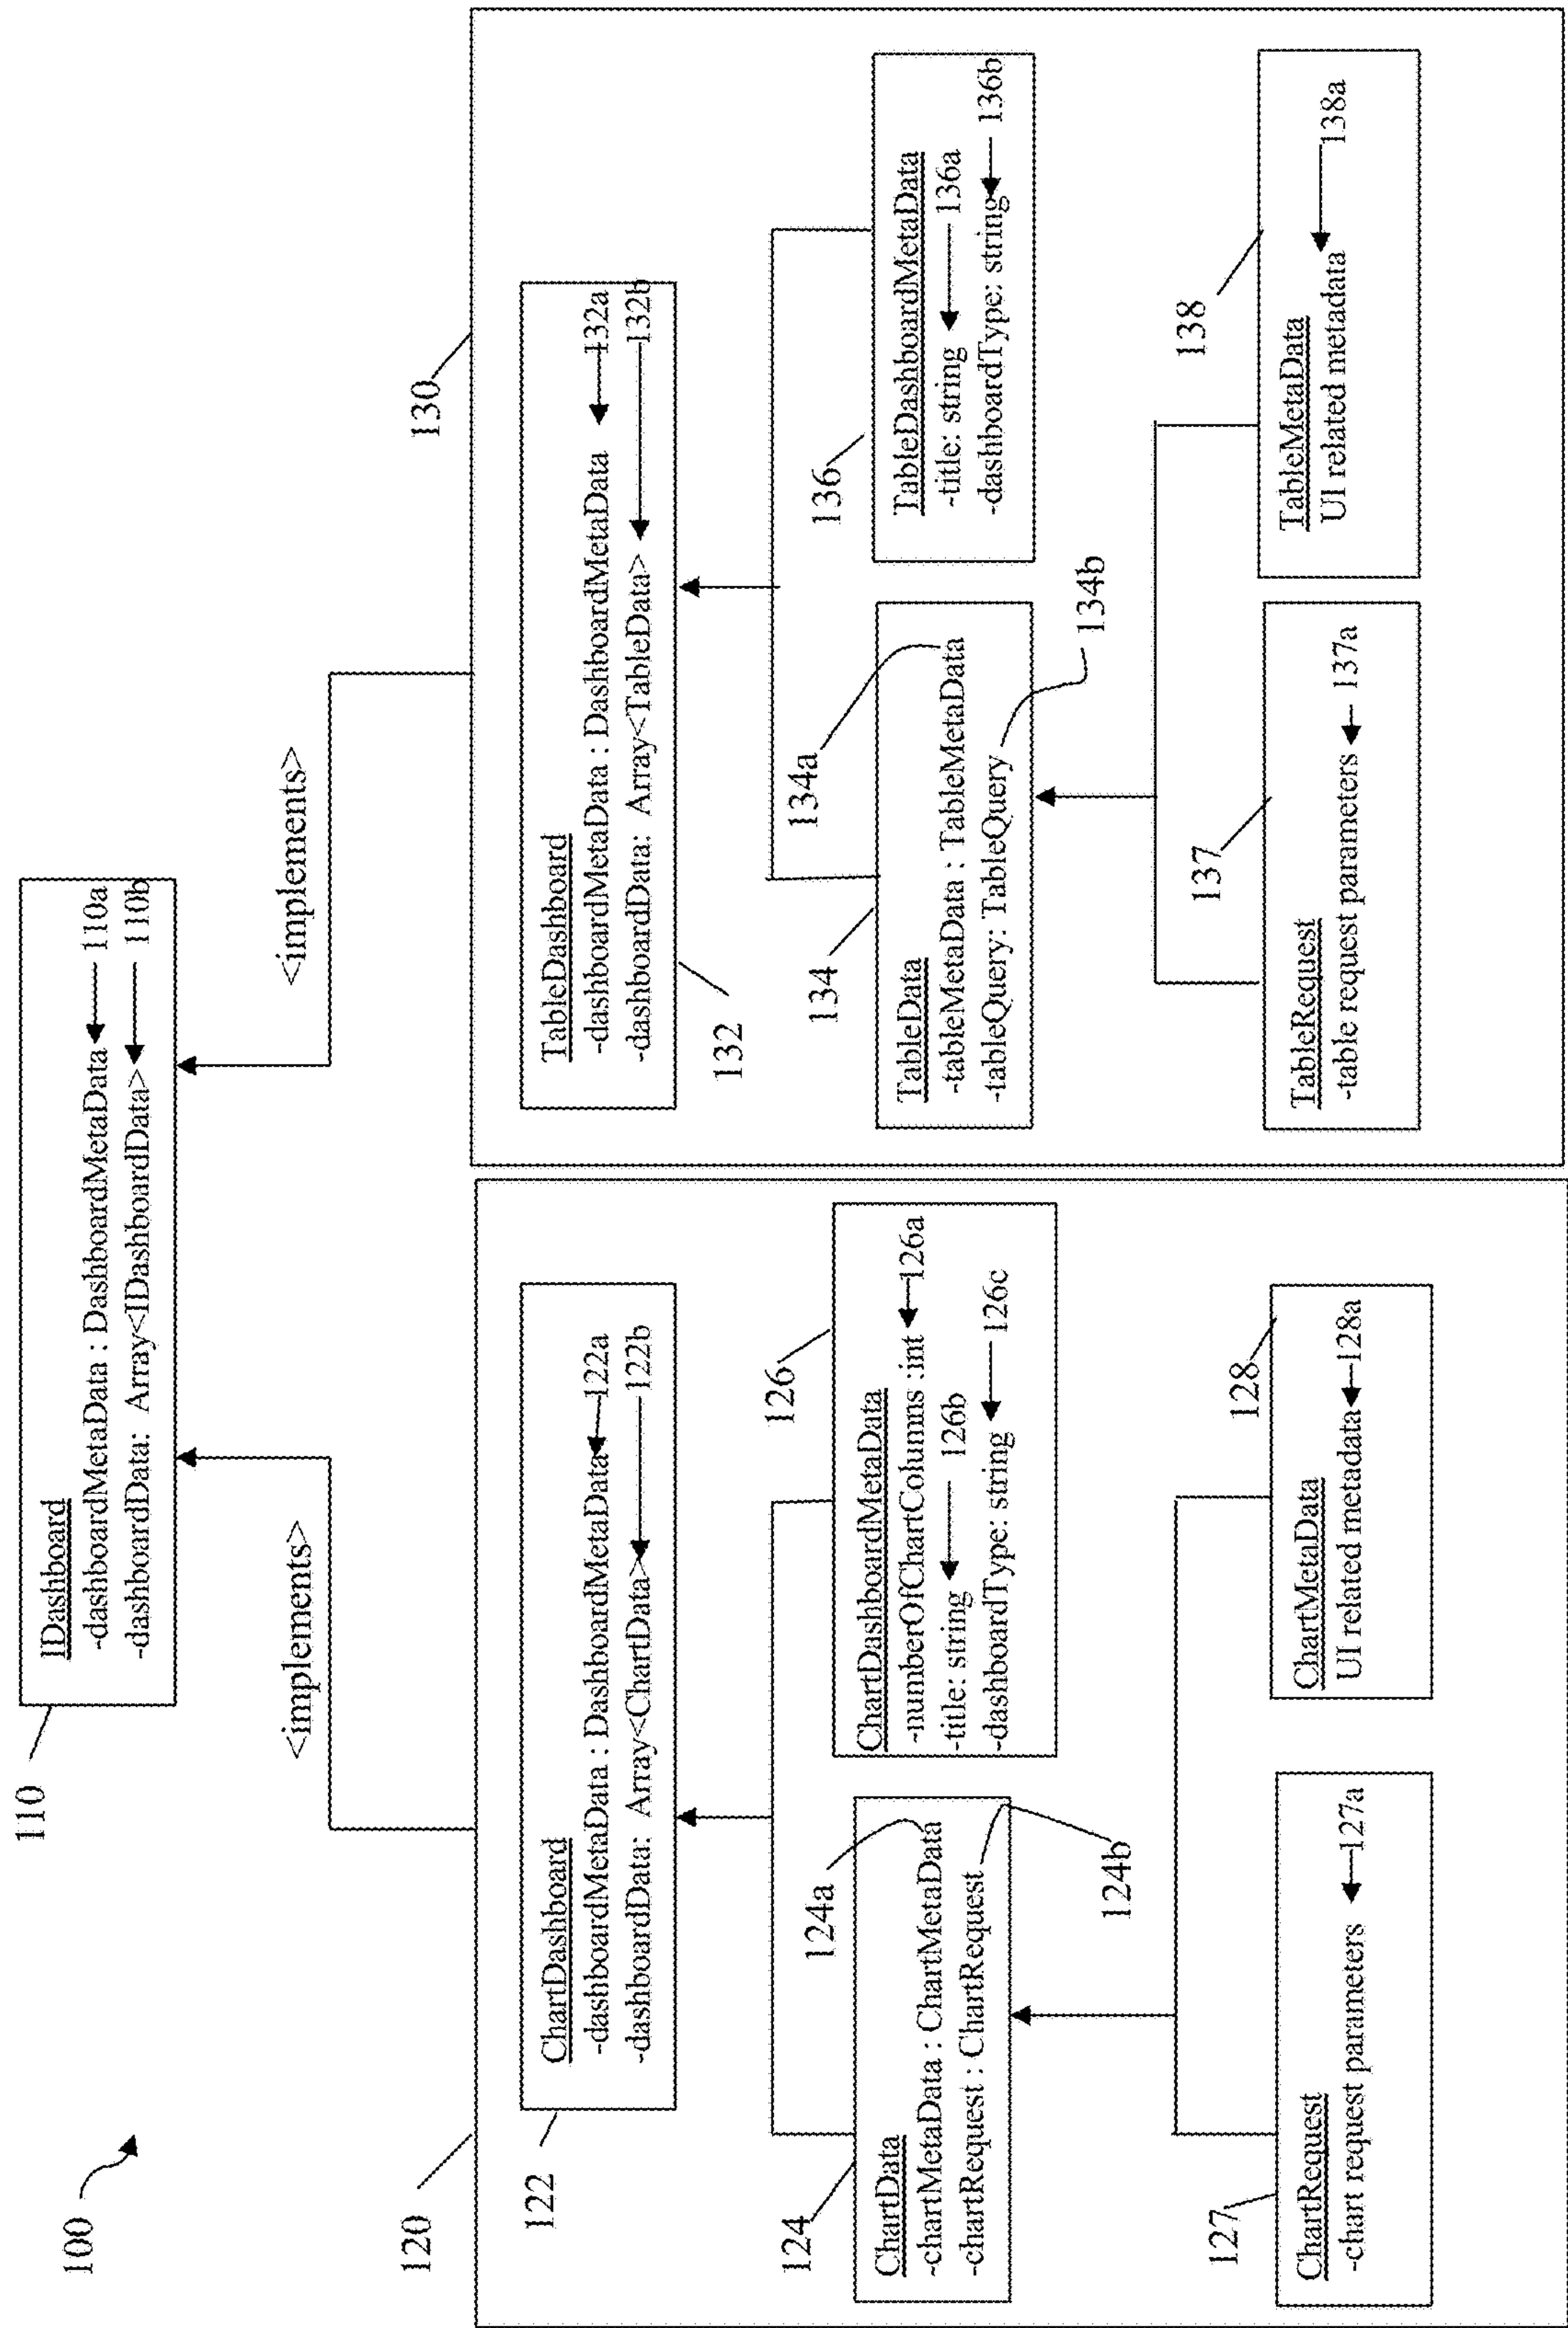 100
110
IDashboard
-dashboardMetaData : DashboardMetaData 110a
-dashboardData: Array<IDashboardData> 110b
<implements>
<implements>
120
122
ChartDashboard
-dashboardMetaData : DashboardMetaData 122a
-dashboardData: Array<ChartData> 122b
124
124a
ChartData
-chartMetaData : ChartMetaData
-chartRequest : ChartRequest
124b
126
ChartDashboardMetaData
-numberOfChartColumns :int 126a
-title: string 126b
-dashboardType: string 126c
127
ChartRequest
-chart request parameters 127a
128
ChartMetaData
UI related metadata 128a
130
TableDashboard
-dashboardMetaData : DashboardMetaData 132a
-dashboardData: Array<TableData> 132b
132
134
134a
TableData
-tableMetaData : TableMetaData
-tableQuery: TableQuery
134b
136
TableDashboardMetaData
-title: string 136a
-dashboardType: string 136b
137
TableRequest
-table request parameters 137a
138
TableMetaData
UI related metadata 138a